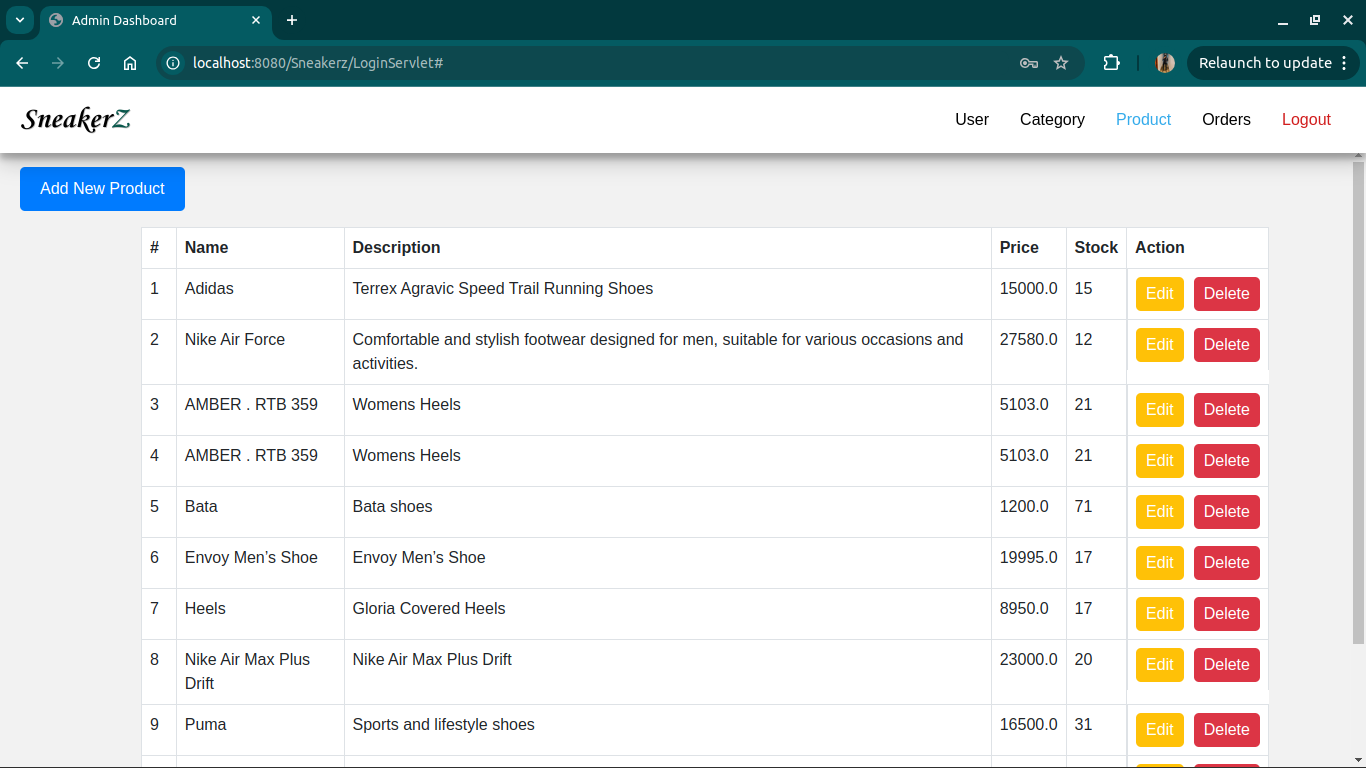 Admin Dashboard
localhost:8080/Sneakerz/LoginServlet#
Relaunch to update
SneakerZ
User Category Product Orders Logout
Add New Product
# Name Description Price Stock Action
1 Adidas Terrex Agravic Speed Trail Running Shoes 15000.0 15 Edit Delete
2 Nike Air Force Comfortable and stylish footwear designed for men, suitable for various occasions and 27580.0 12 Edit Delete
activities.
3 AMBER . RTB 359 Womens Heels 5103.0 21 Edit Delete
4 AMBER . RTB 359 Womens Heels 5103.0 21 Edit Delete
5 Bata Bata shoes 1200.0 71 Edit Delete
6 Envoy Men’s Shoe Envoy Men’s Shoe 19995.0 17 Edit Delete
7 Heels Gloria Covered Heels 8950.0 17 Edit Delete
8 Nike Air Max Plus Nike Air Max Plus Drift 23000.0 20 Edit Delete
Drift
9 Puma Sports and lifestyle shoes 16500.0 31 Edit Delete